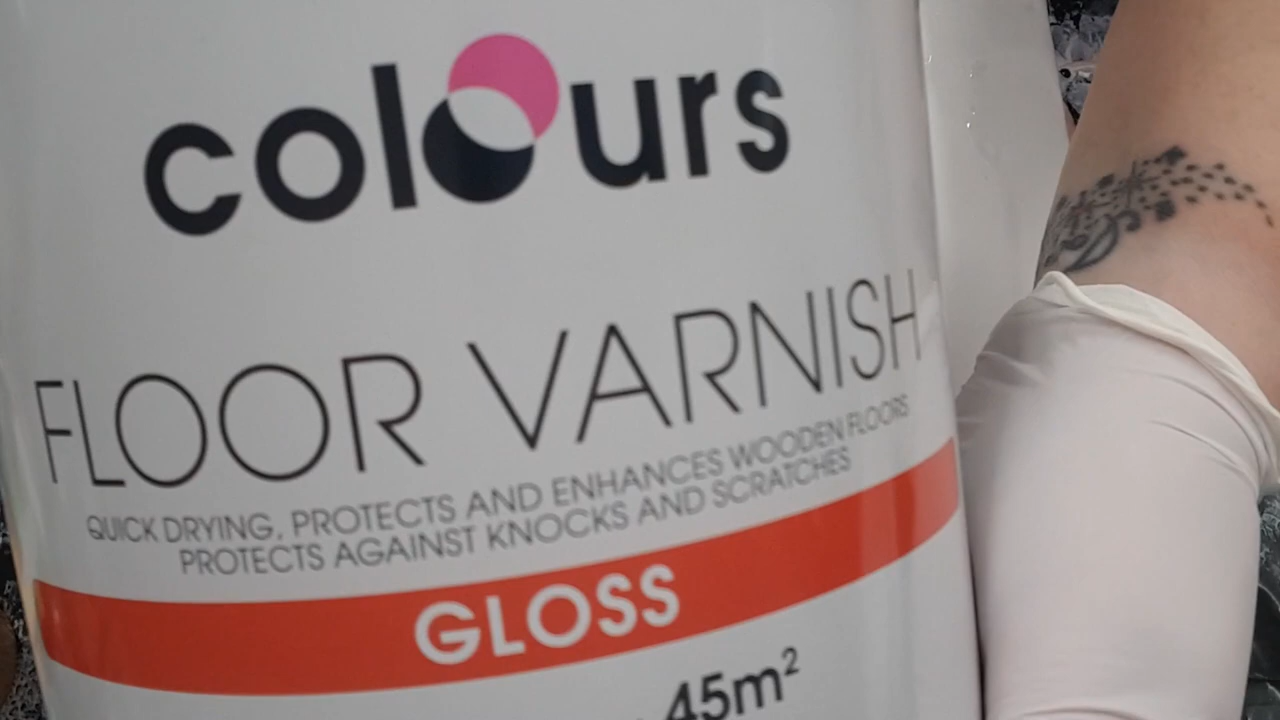 colours
FLOOR VARNISH
QUICK DRYING, PROTECTS AND ENHANCES WOODEN FLOORS
PROTECTS AGAINST KNOCKS AND SCRATCHES
GLOSS
45m²